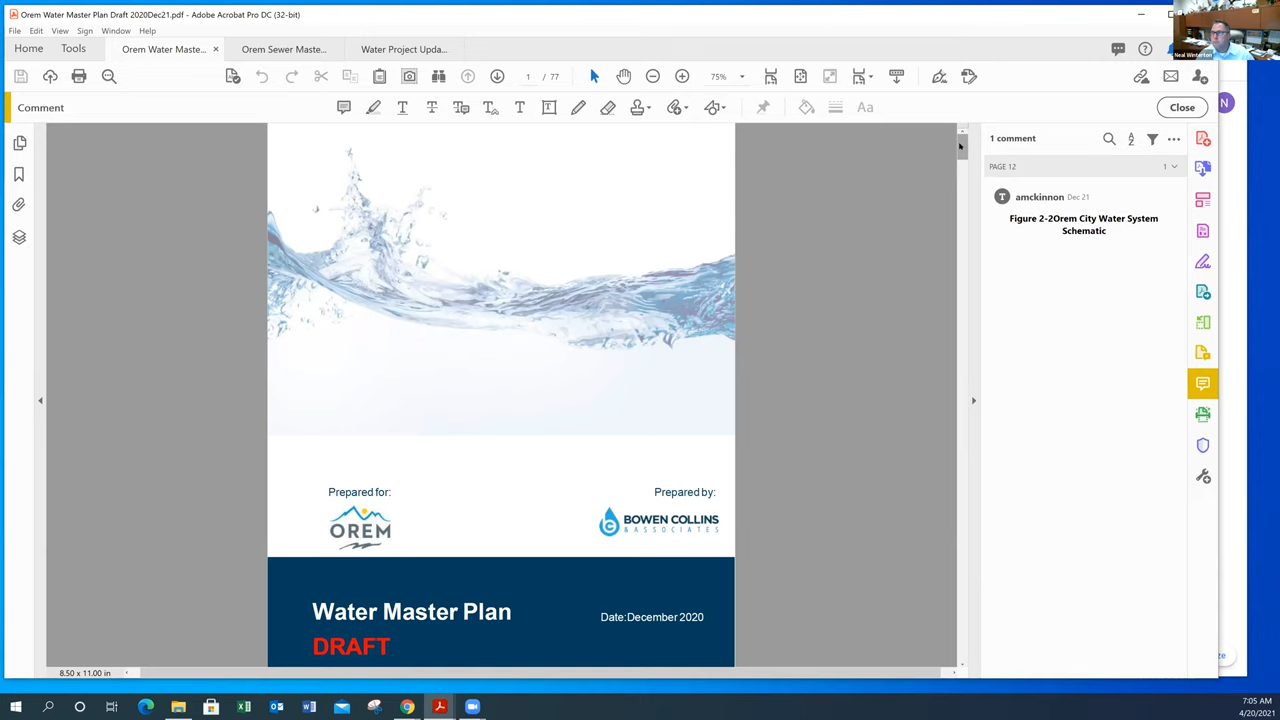 Orem Water Master Plan Draft 2020Dec21.pdf - Adobe Acrobat Pro DC (32-bit)
File Edit View Sign Window Help
Home Tools Orem Water Maste... × Orem Sewer Maste... Water Project Upda...
1 / 77 75%
Comment Close
1 comment
PAGE 12 1
T amckinnon Dec 21
Figure 2-2Orem City Water System
Schematic
Neal Winterton
N
Prepared for: Prepared by:
OREM
BOWEN COLLINS
& ASSOCIATES
Water Master Plan Date:December 2020
DRAFT
8.50 x 11.00 in
7:05 AM
4/20/2021